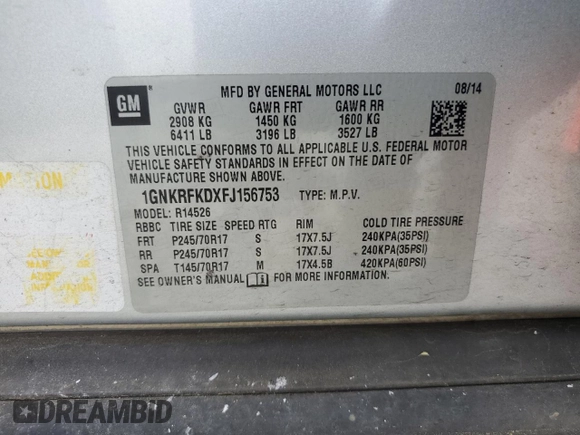 GM
MFD BY GENERAL MOTORS LLC 08/14
GVWR GAWR FRT GAWR RR
2908 KG 1450 KG 1600 KG
6411 LB 3196 LB 3527 LB
THIS VEHICLE CONFORMS TO ALL APPLICABLE U.S. FEDERAL MOTOR
VEHICLE SAFETY STANDARDS IN EFFECT ON THE DATE OF
MANUFACTURE SHOWN ABOVE.
1GNKRFKDXFJ156753 TYPE: M.P.V.
MODEL: R14526
RBBC TIRE SIZE SPEED RTG RIM COLD TIRE PRESSURE
FRT P245/70R17 S 17X7.5J 240KPA(35PSI)
RR P245/70R17 S 17X7.5J 240KPA(35PSI)
SPA T145/70R17 M 17X4.5B 420KPA(60PSI)
SEE OWNER'S MANUAL FOR MORE INFORMATION.
DREAMBID